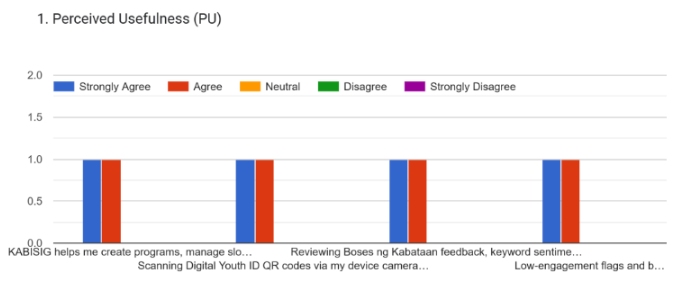 1. Perceived Usefulness (PU)
2.0
Strongly Agree Agree Neutral Disagree Strongly Disagree
1.5
1.0
0.5
0.0
KABISIG helps me create programs, manage slo… Reviewing Boses ng Kabataan feedback, keyword sentime…
Scanning Digital Youth ID QR codes via my device camera… Low-engagement flags and b…